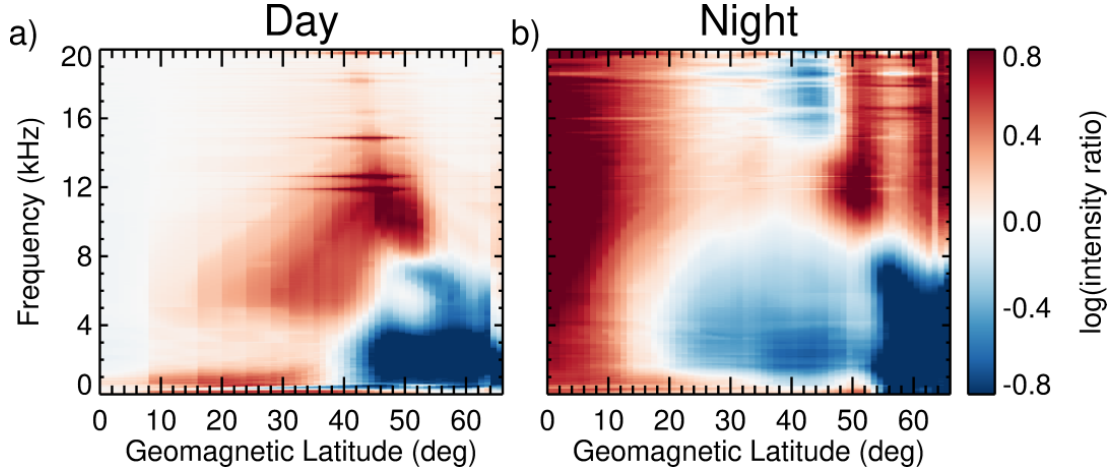 a) Day
b) Night
Frequency (kHz)
20
16
12
8
4
0
0 10 20 30 40 50 60
Geomagnetic Latitude (deg)
0 10 20 30 40 50 60
Geomagnetic Latitude (deg)
0.8
0.4
0.0
-0.4
-0.8
log(intensity ratio)